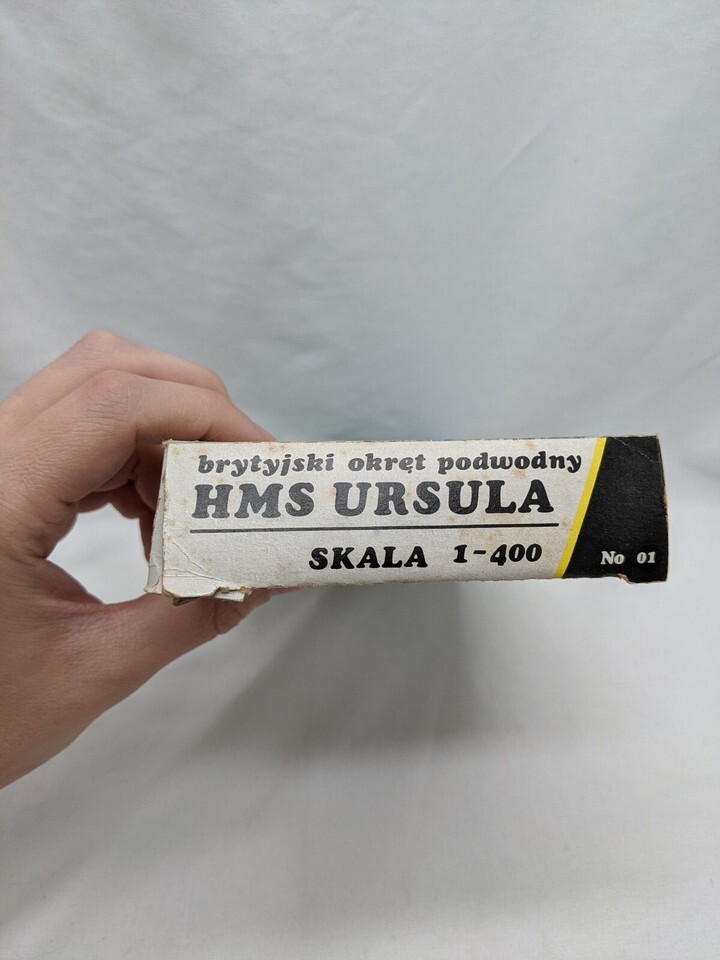 brytyjski okręt podwodny
HMS URSULA
SKALA 1-400
No 01